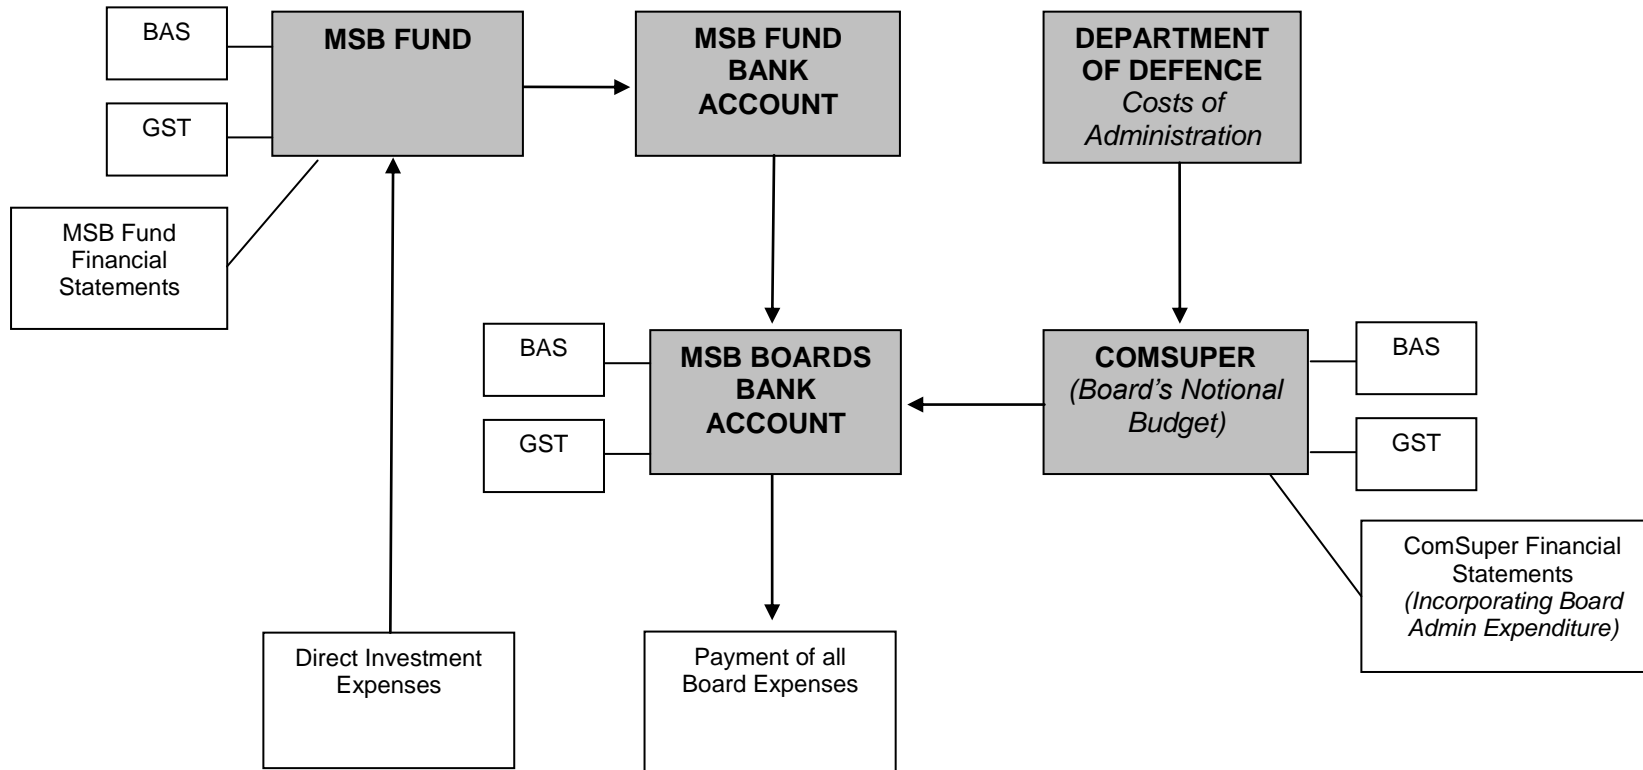 BAS
MSB FUND
MSB FUND
BANK
ACCOUNT
DEPARTMENT
OF DEFENCE
Costs of
Administration
GST
MSB Fund
Financial
Statements
BAS
MSB BOARDS
BANK
ACCOUNT
COMSUPER
(Board’s Notional
Budget)
BAS
GST
GST
ComSuper Financial
Statements
(Incorporating Board
Admin Expenditure)
Direct Investment
Expenses
Payment of all
Board Expenses